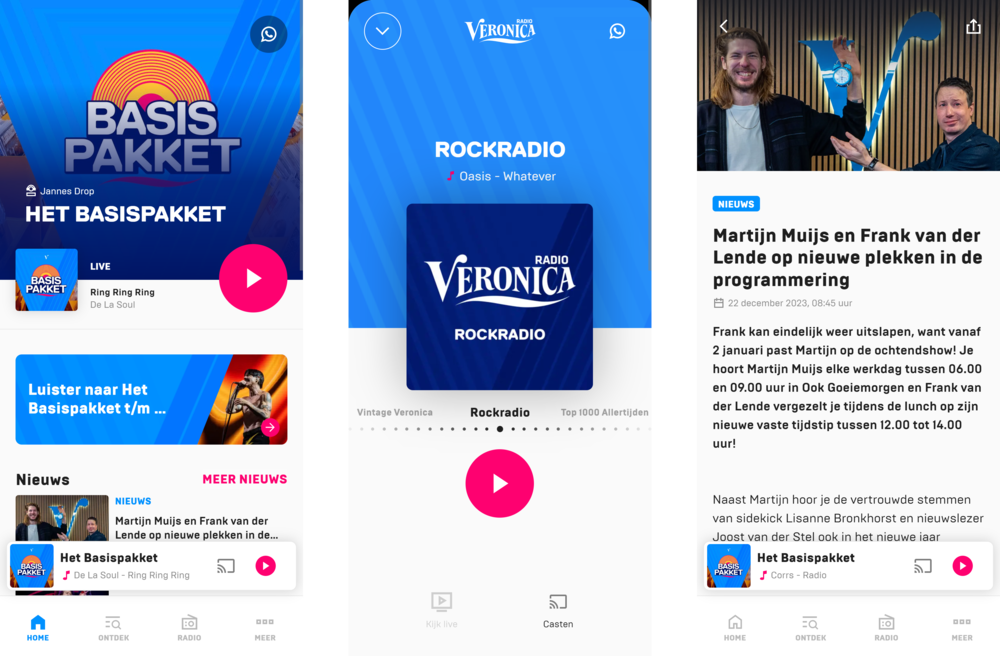 BASIS
PAKKET
Jannes Drop
HET BASISPAKKET
BASIS
PAKKET
LIVE
Ring Ring Ring
De La Soul
Luister naar Het
Basispakket t/m ...
Nieuws
MEER NIEUWS
NIEUWS
Martijn Muijs en Frank van der
Lende op nieuwe plekken in de...
BASIS
PAKKET
Het Basispakket
De La Soul - Ring Ring Ring
HOME
ONTDEK
RADIO
MEER
RADIO
VERONICA
ROCKRADIO
Oasis - Whatever
RADIO
VERONICA
ROCKRADIO
Vintage Veronica
Rockradio
Top 1000 Allertijden
Kijk live
Casten
NIEUWS
Martijn Muijs en Frank van der
Lende op nieuwe plekken in de
programmering
22 december 2023, 08:45 uur
Frank kan eindelijk weer uitslapen, want vanaf
2 januari past Martijn op de ochtendshow! Je
hoort Martijn Muijs elke werkdag tussen 06.00
en 09.00 uur in Ook Goeiemorgen en Frank van
der Lende vergezelt je tijdens de lunch op zijn
nieuwe vaste tijdstip tussen 12.00 tot 14.00
uur!
Naast Martijn hoor je de vertrouwde stemmen
van sidekick Lisanne Bronkhorst en nieuwslezer
Joost van der Stel ook in het nieuwe jaar
BASIS
PAKKET
Het Basispakket
Corrs - Radio
HOME
ONTDEK
RADIO
MEER